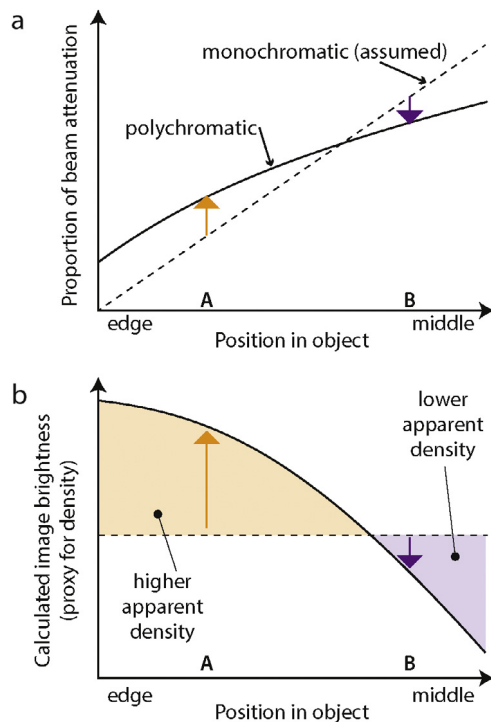 a
monochromatic (assumed)
polychromatic
Proportion of beam attenuation
A
B
edge
Position in object
middle
b
lower
apparent
density
higher
apparent
density
Calculated image brightness
(proxy for density)
A
B
edge
Position in object
middle